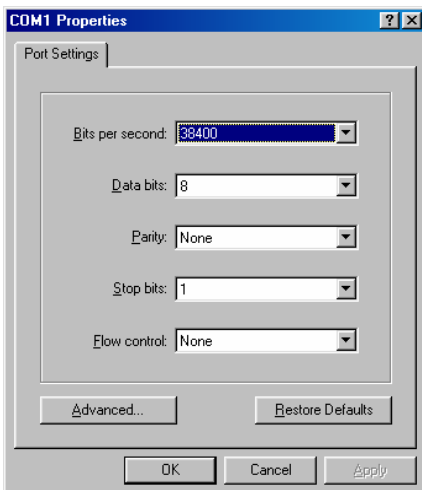 COM1 Properties
Port Settings
Bits per second: 38400
Data bits: 8
Parity: None
Stop bits: 1
Flow control: None
Advanced... Restore Defaults
OK Cancel Apply